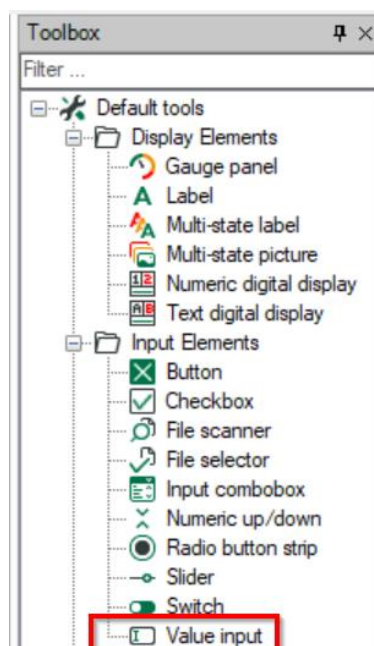 Toolbox
Filter ...
Default tools
Display Elements
Gauge panel
Label
Multi-state label
Multi-state picture
Numeric digital display
Text digital display
Input Elements
Button
Checkbox
File scanner
File selector
Input combobox
Numeric up/down
Radio button strip
Slider
Switch
Value input